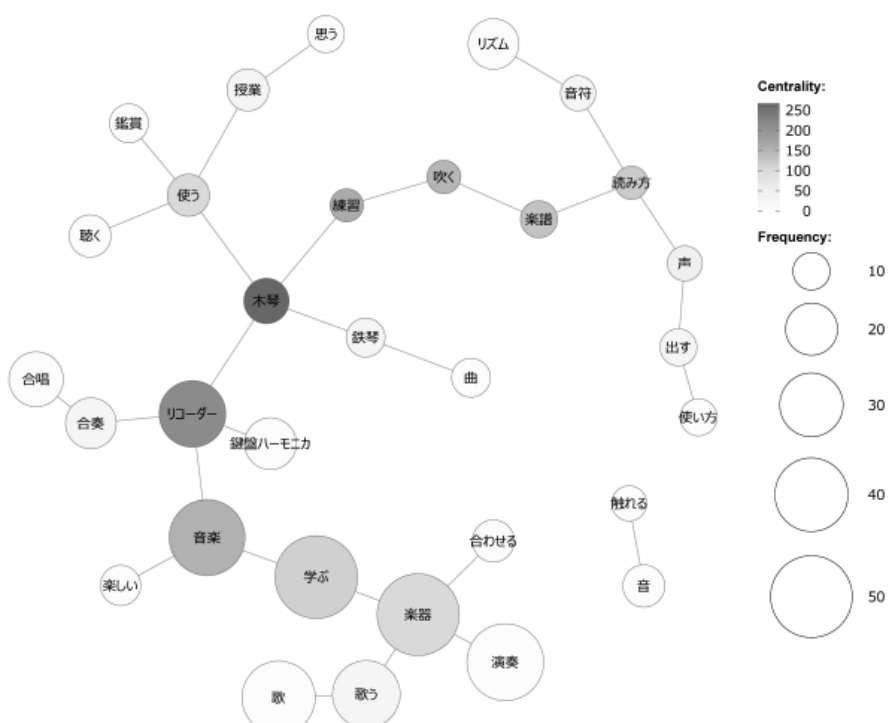 思う
リズム
授業
音符
鑑賞
使う
吹く
読み方
練習
楽譜
聴く
声
木琴
鉄琴
出す
合唱
曲
リコーダー
合奏
使い方
鍵盤ハーモニカ
触れる
音楽
合わせる
学ぶ
楽しい
音
楽器
演奏
歌
歌う
Centrality:
250
200
150
100
50
0
Frequency:
10
20
30
40
50